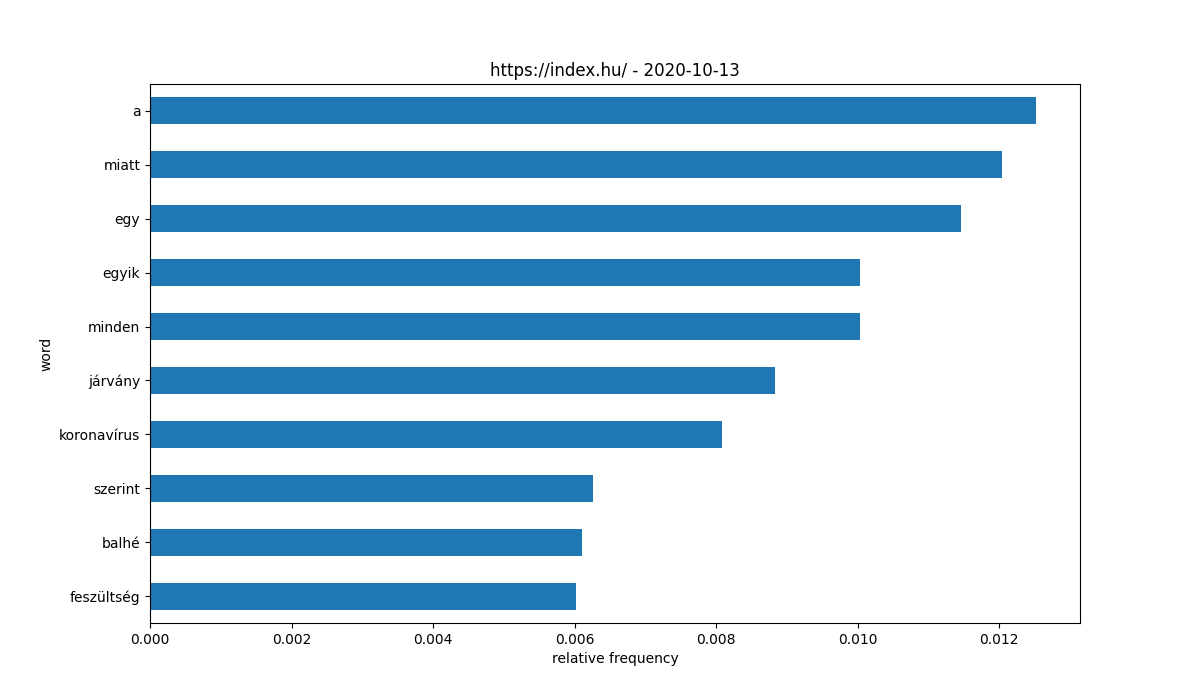 https://index.hu/ - 2020-10-13
a
miatt
egy
egyik
minden
járvány
koronavírus
szerint
balhé
feszültség
word
0.000 0.002 0.004 0.006 0.008 0.010 0.012
relative frequency